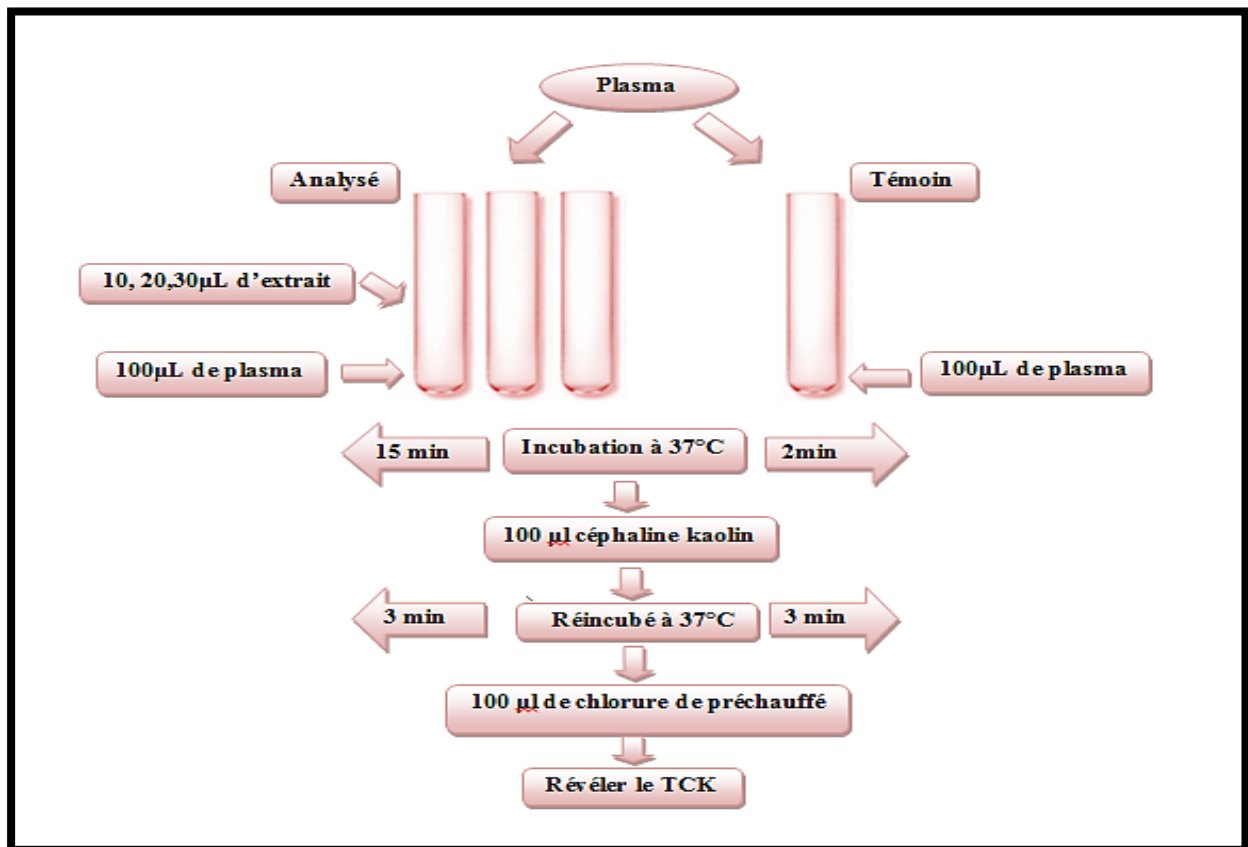 Plasma
Analysé
Témoin
10, 20,30µL d'extrait
100µL de plasma
100µL de plasma
15 min
Incubation à 37°C
2min
100 µl céphaline kaolin
3 min
Réincubé à 37°C
3 min
100 µl de chlorure de préchauffé
Révéler le TCK